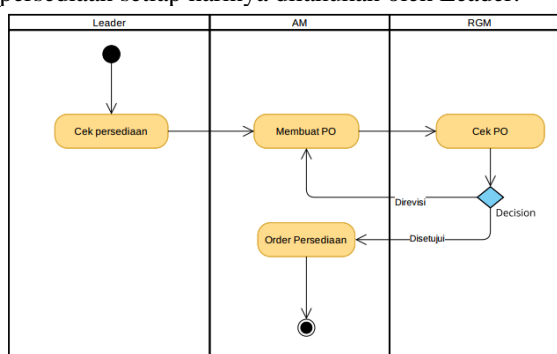 persediaan setiap harinya dilakukan oleh Leader.
Leader
AM
RGM
Cek persediaan
Membuat PO
Cek PO
Direvisi
Decision
Order Persediaan
Disetujui